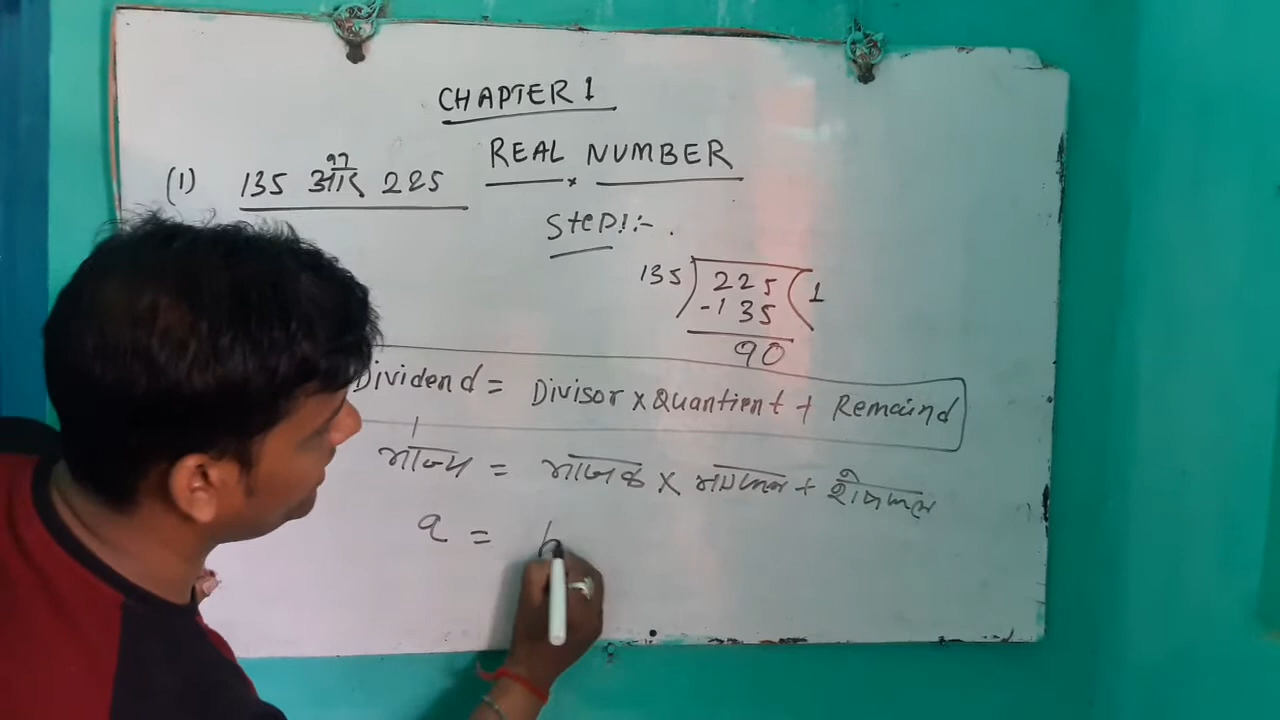 CHAPTER 1
REAL NUMBER
(1) 135 और 225
Step1:-
135 225 1
-135
90
Dividend = Divisor x Quantient + Remaind
भाज्य = भाजक x भागफल + शेषफल
a = b